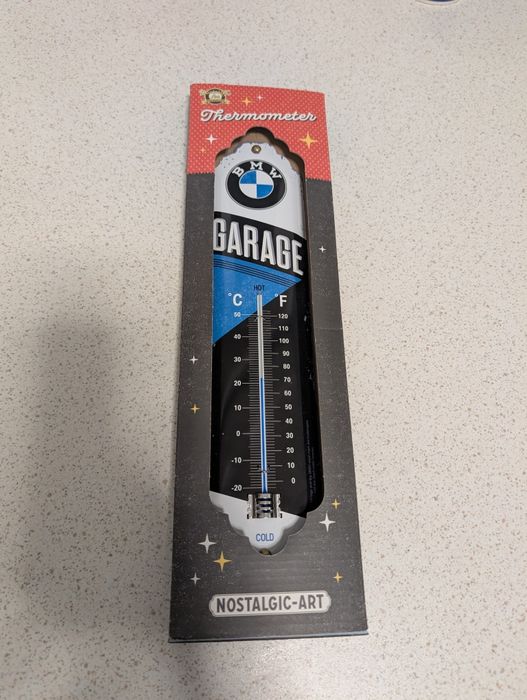 Thermometer
BMW
GARAGE
HOT
°C °F
50 120
110
40 100
90
30 80
20 70
60
10 50
40
0 30
20
-10 10
0
-20
COLD
NOSTALGIC-ART